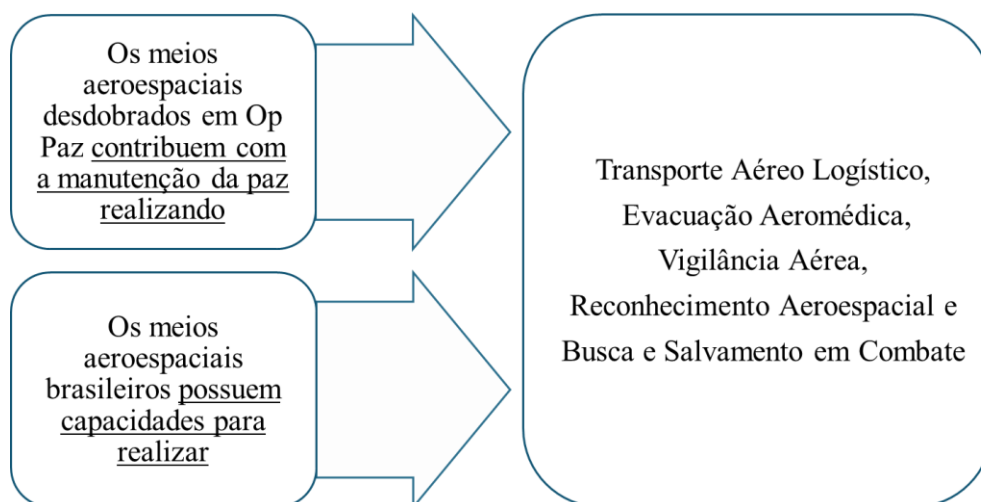 Os meios
aeroespaciais
desdobrados em Op
Paz contribuem com
a manutenção da paz
realizando
Os meios
aeroespaciais
brasileiros possuem
capacidades para
realizar
Transporte Aéreo Logístico,
Evacuação Aeromédica,
Vigilância Aérea,
Reconhecimento Aeroespacial e
Busca e Salvamento em Combate